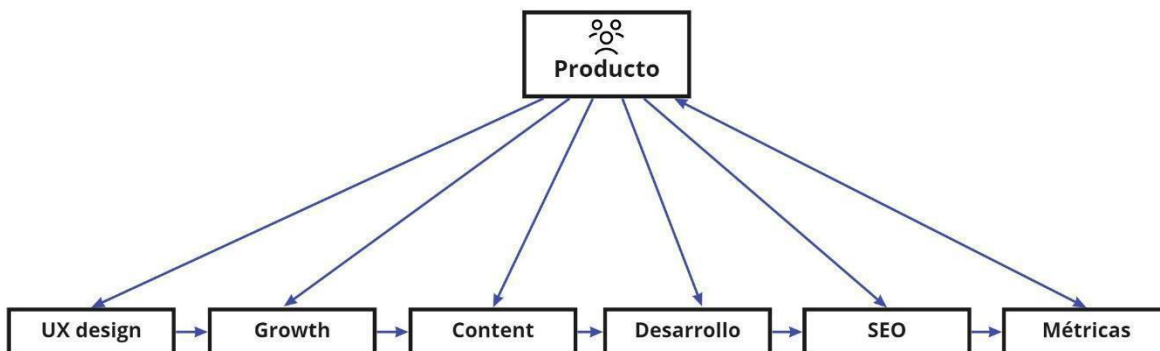 Producto
UX design
Growth
Content
Desarrollo
SEO
Métricas